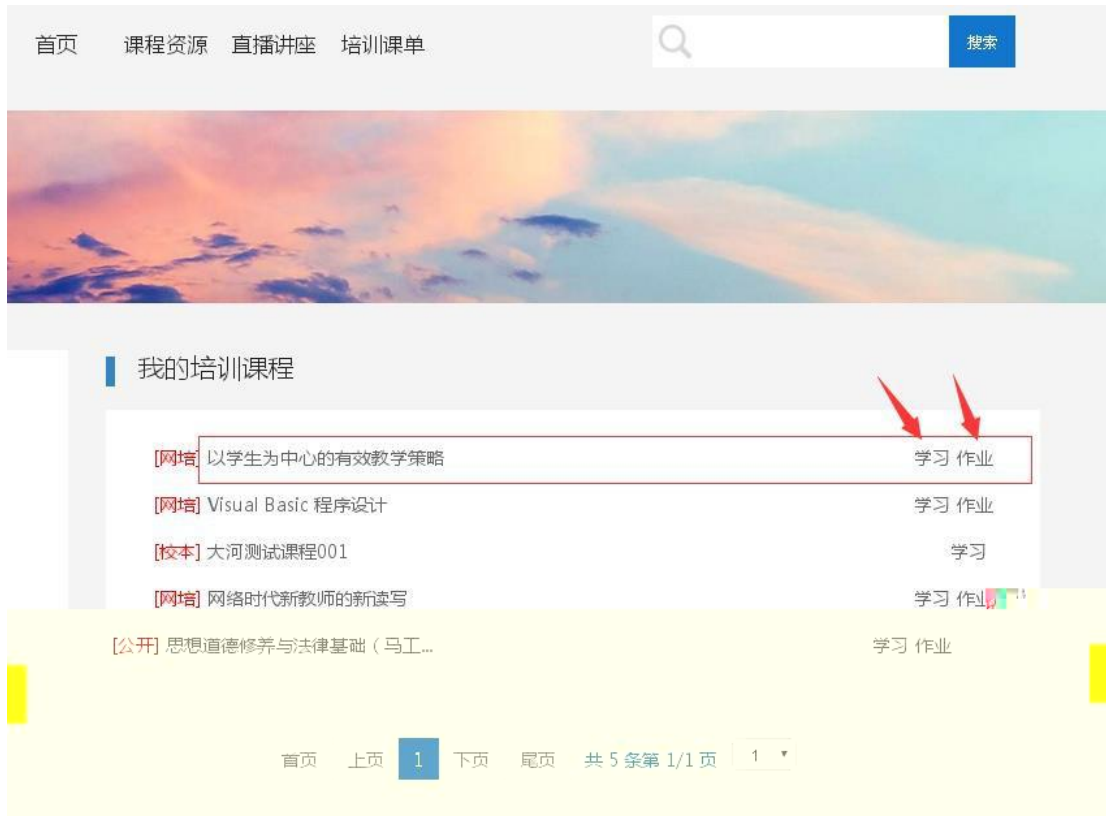 首页 课程资源 直播讲座 培训课单 搜索
我的培训课程
[网培] 以学生为中心的有效教学策略 学习 作业
[网培] Visual Basic 程序设计 学习 作业
[校本] 大河测试课程001 学习
[网培] 网络时代新教师的新读写 学习 作业
[公开] 思想道德修养与法律基础（马工... 学习 作业
首页 上页 1 下页 尾页 共 5 条第 1/1 页 1